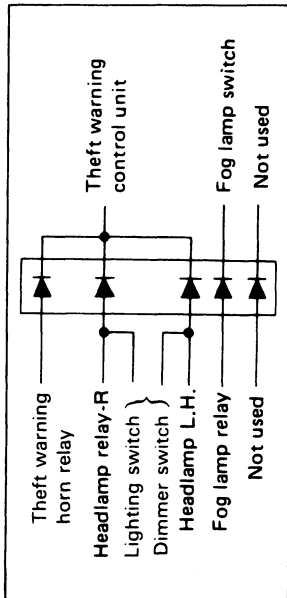 Theft warning
horn relay
Headlamp relay-R
Lighting switch
Dimmer switch
Headlamp L.H.
Fog lamp relay
Not used
Theft warning
control unit
Fog lamp switch
Not used